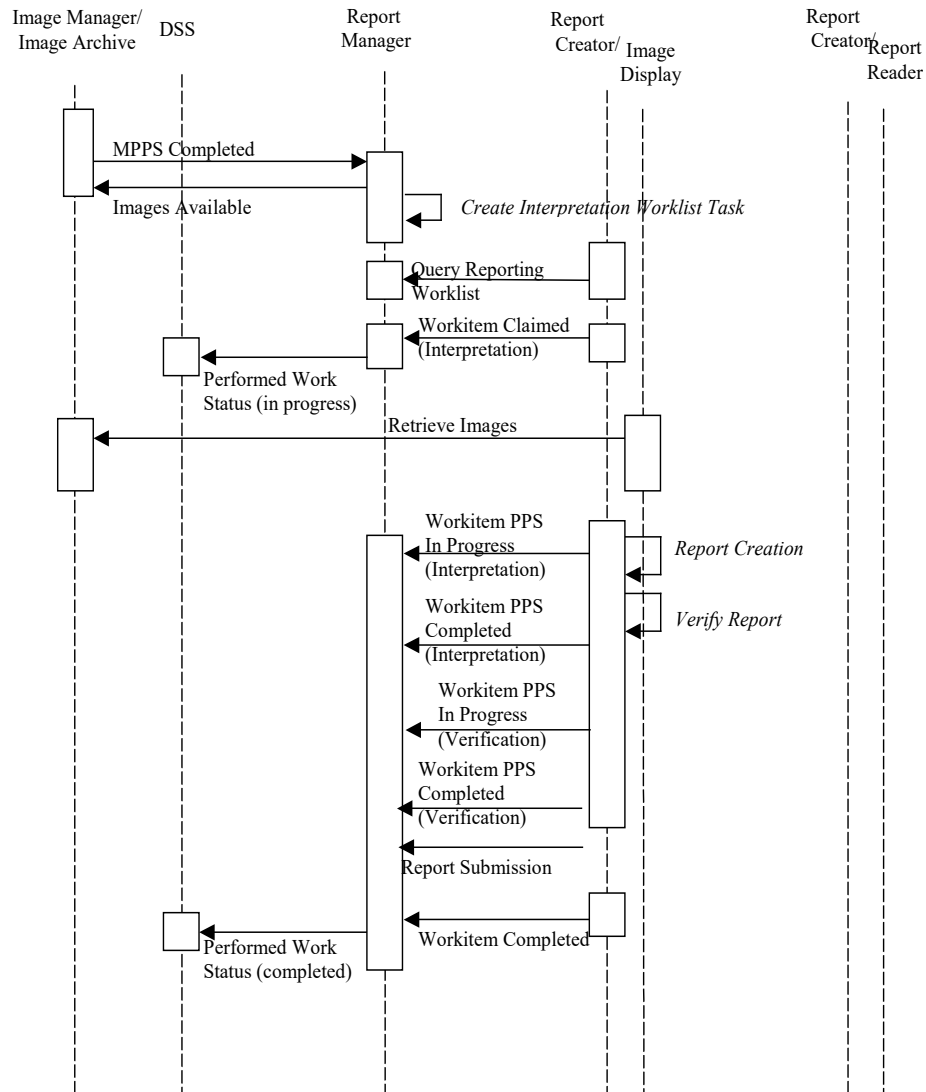 Image Manager/
Image Archive
DSS
Report
Manager
Report
Creator/
Image
Display
Report
Creator/
Report
Reader
MPPS Completed
Images Available
Create Interpretation Worklist Task
Query Reporting
Worklist
Workitem Claimed
(Interpretation)
Performed Work
Status (in progress)
Retrieve Images
Workitem PPS
In Progress
(Interpretation)
Report Creation
Workitem PPS
Completed
(Interpretation)
Verify Report
Workitem PPS
In Progress
(Verification)
Workitem PPS
Completed
(Verification)
Report Submission
Workitem Completed
Performed Work
Status (completed)